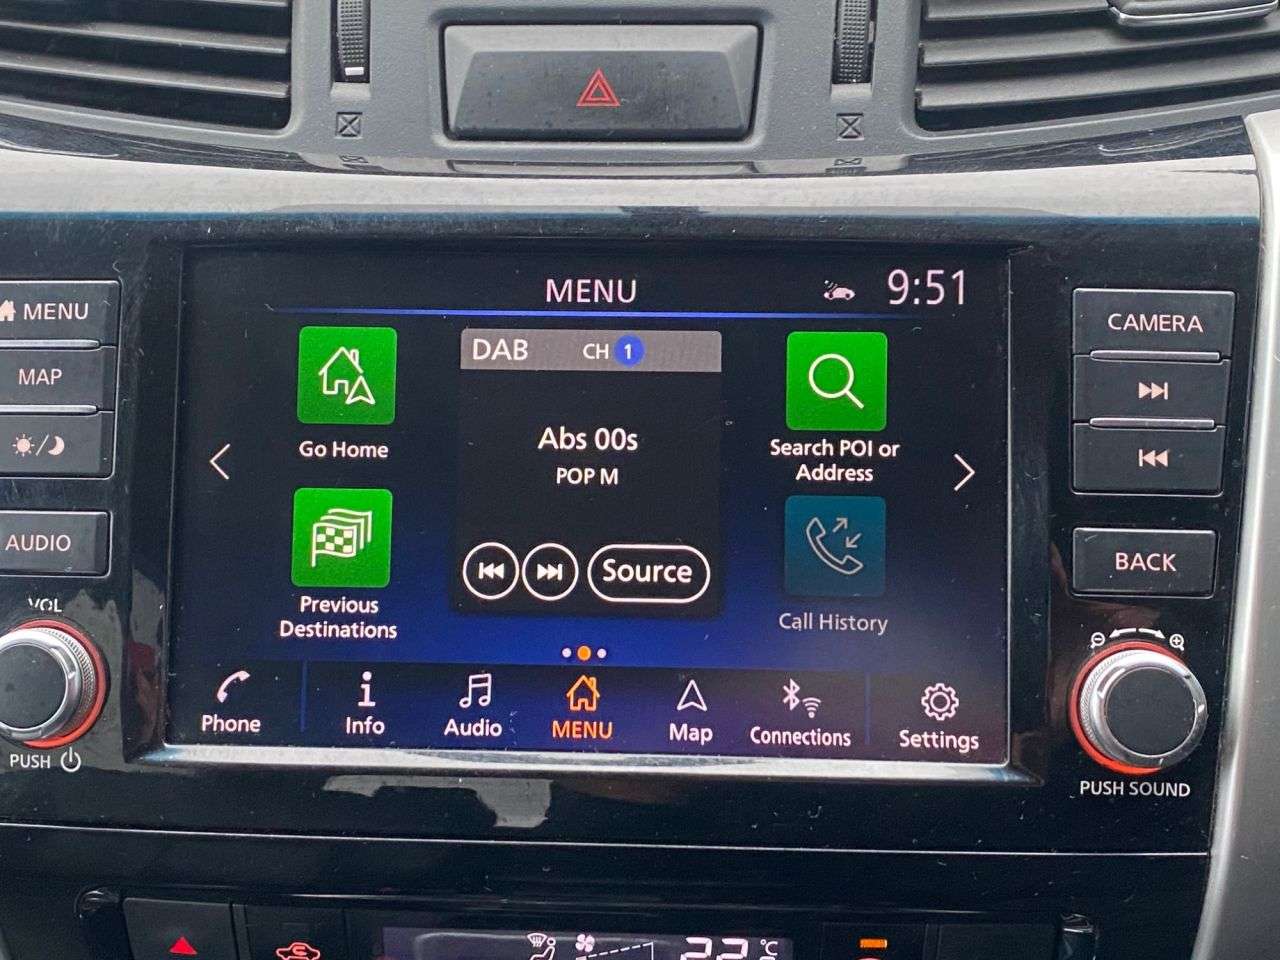 MENU 9:51
MENU
MAP
AUDIO
VOL
PUSH
Go Home
Previous
Destinations
DAB CH 1
Abs 00s
POP M
Source
Search POI or
Address
Call History
Phone
Info
Audio
MENU
Map
Connections
Settings
CAMERA
BACK
PUSH SOUND
22 °C